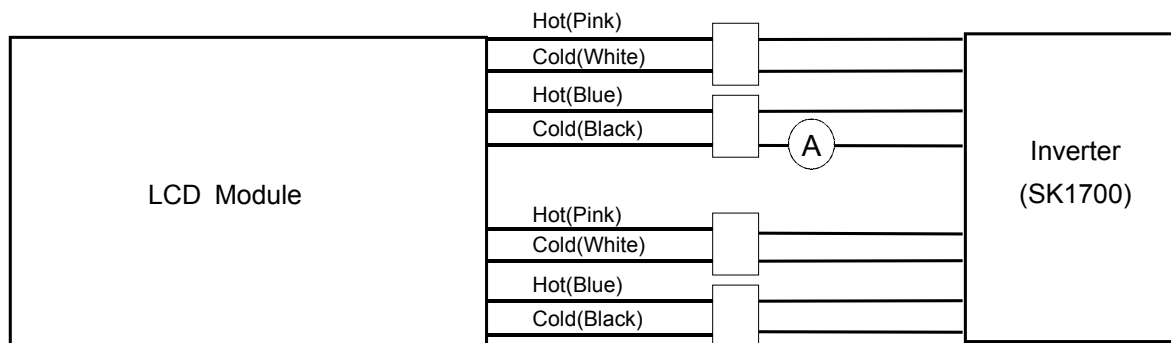 Hot(Pink)
Cold(White)
Hot(Blue)
Cold(Black)
A
LCD Module
Inverter
(SK1700)
Hot(Pink)
Cold(White)
Hot(Blue)
Cold(Black)